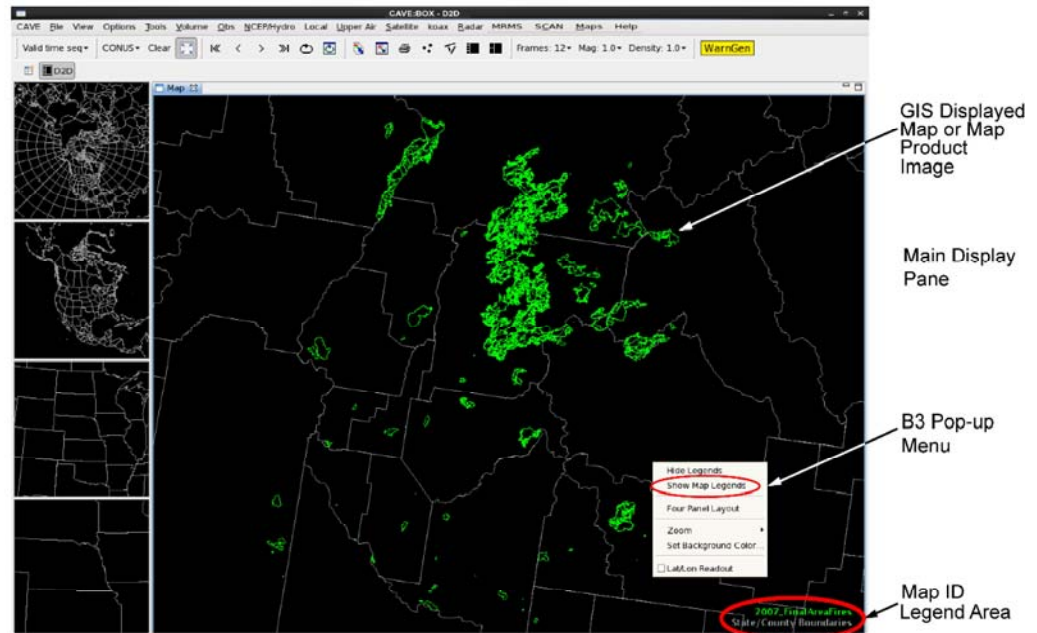 CAVE:BOX - D2D
CAVE File View Options Tools Volume Obs NCEP/Hydro Local Upper Air Satellite koax Radar MRMS SCAN Maps Help
Valid time seq CONUS Clear Frames: 12 Mag: 1.0 Density: 1.0 WarnGen
D2D
Map
GIS Displayed
Map or Map
Product
Image
Main Display
Pane
B3 Pop-up
Menu
Hide Legends
Show Map Legends
Four Panel Layout
Zoom
Set Background Color...
Lat/Lon Readout
Map ID
Legend Area
2007_FinalAreaFires
State/County Boundaries